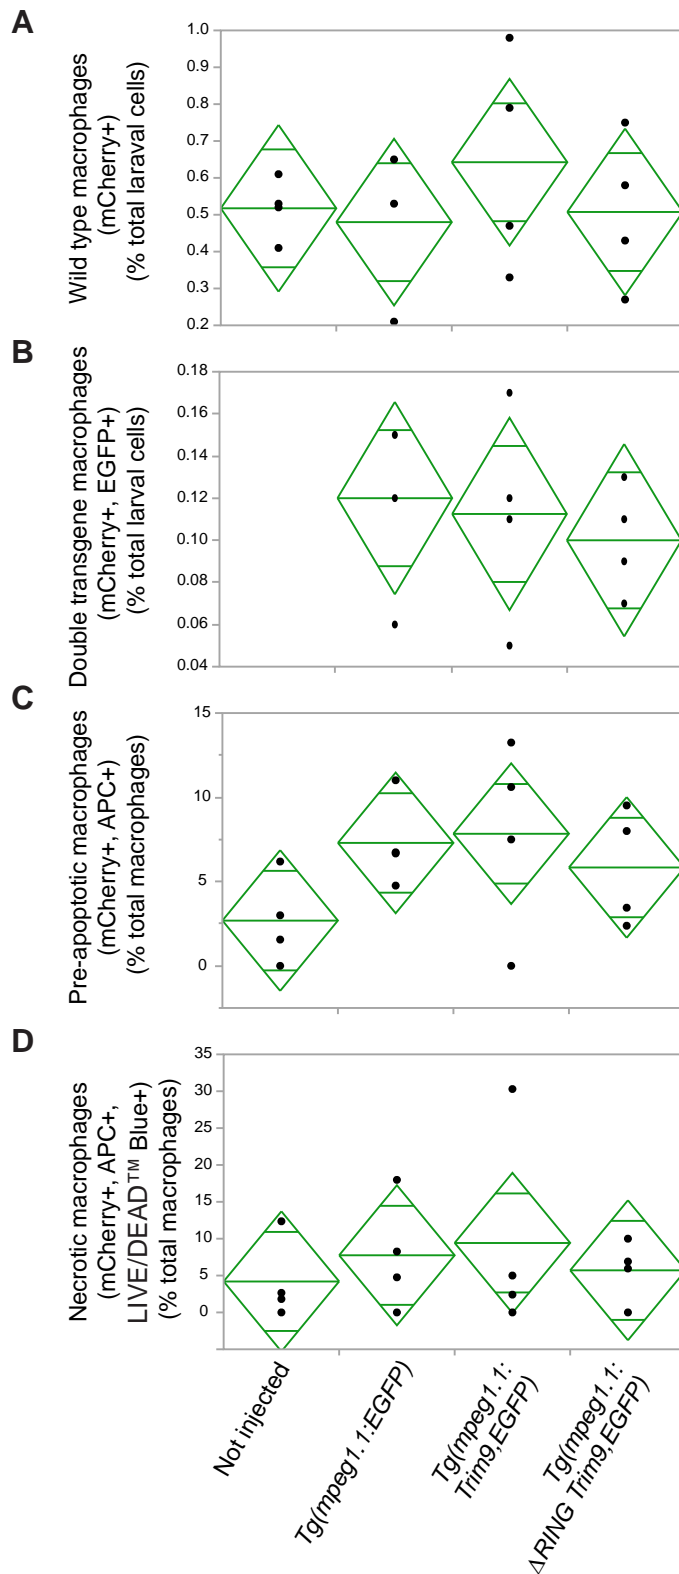 A
Wild type macrophages
(mCherry+)
(% total laraval cells)
1.0
0.9
0.8
0.7
0.6
0.5
0.4
0.3
0.2
B
Double transgene macrophages
(mCherry+, EGFP+)
(% total larval cells)
0.18
0.16
0.14
0.12
0.10
0.08
0.06
0.04
C
Pre-apoptotic macrophages
(mCherry+, APC+)
(% total macrophages)
15
10
5
0
D
Necrotic macrophages
(mCherry+, APC+,
LIVE/DEAD™ Blue+)
(% total macrophages)
35
30
25
20
15
10
5
0
Not injected
Tg(mpeg1.1:EGFP)
Tg(mpeg1.1:
Trim9,EGFP)
Tg(mpeg1.1:
ΔRING Trim9,EGFP)